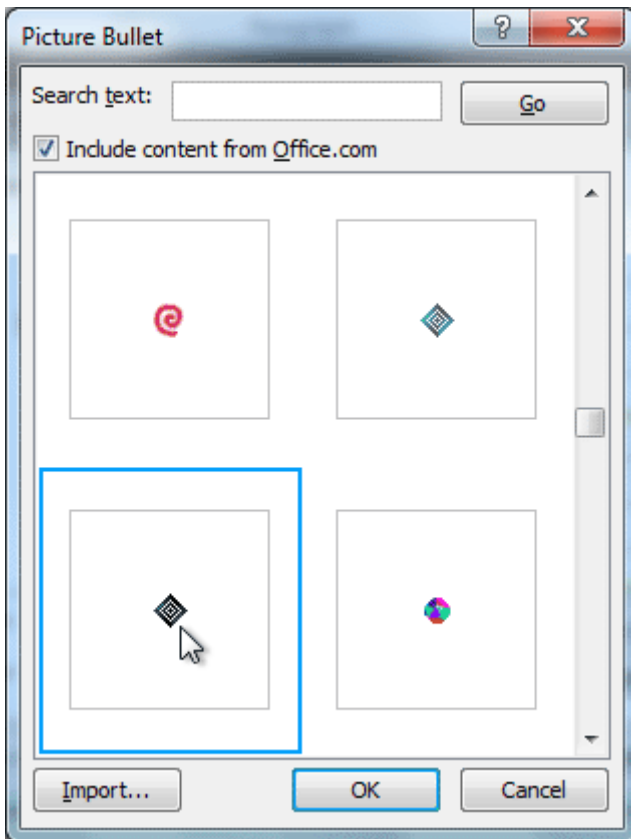 Picture Bullet
Search text:
Go
Include content from Office.com
Import...
OK
Cancel